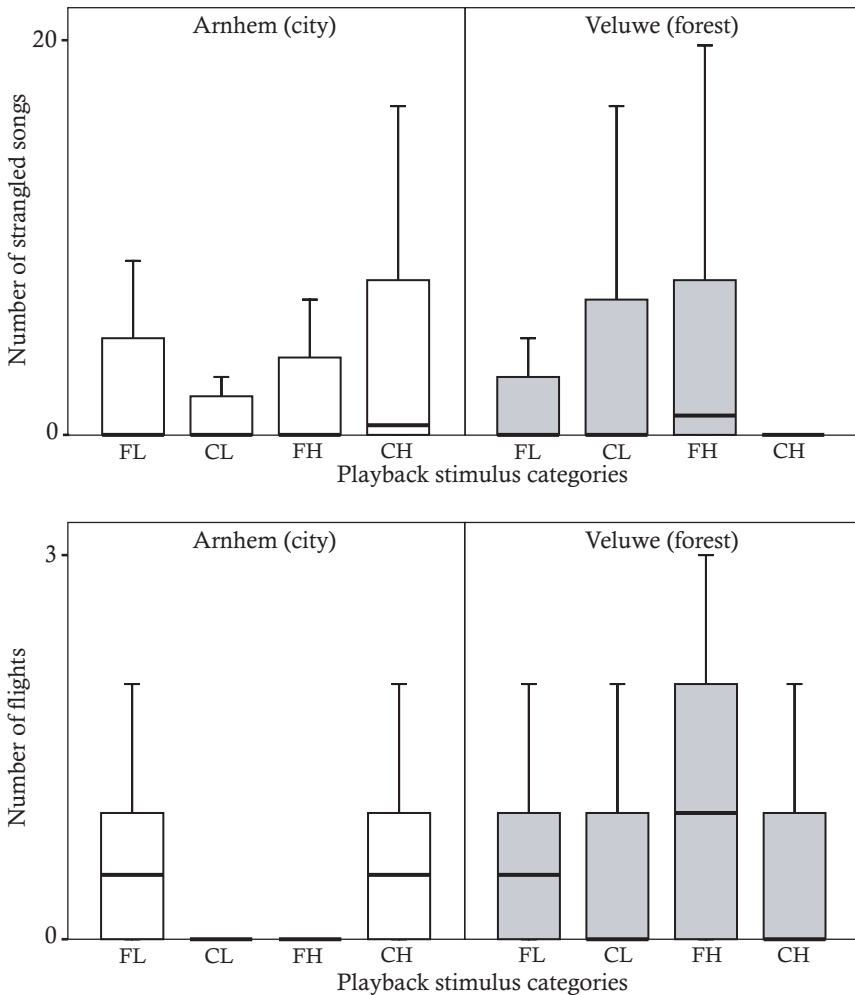 Arnhem (city) Veluwe (forest)
20
Number of strangled songs
0
FL CL FH CH FL CL FH CH
Playback stimulus categories
Arnhem (city) Veluwe (forest)
3
Number of flights
0
FL CL FH CH FL CL FH CH
Playback stimulus categories